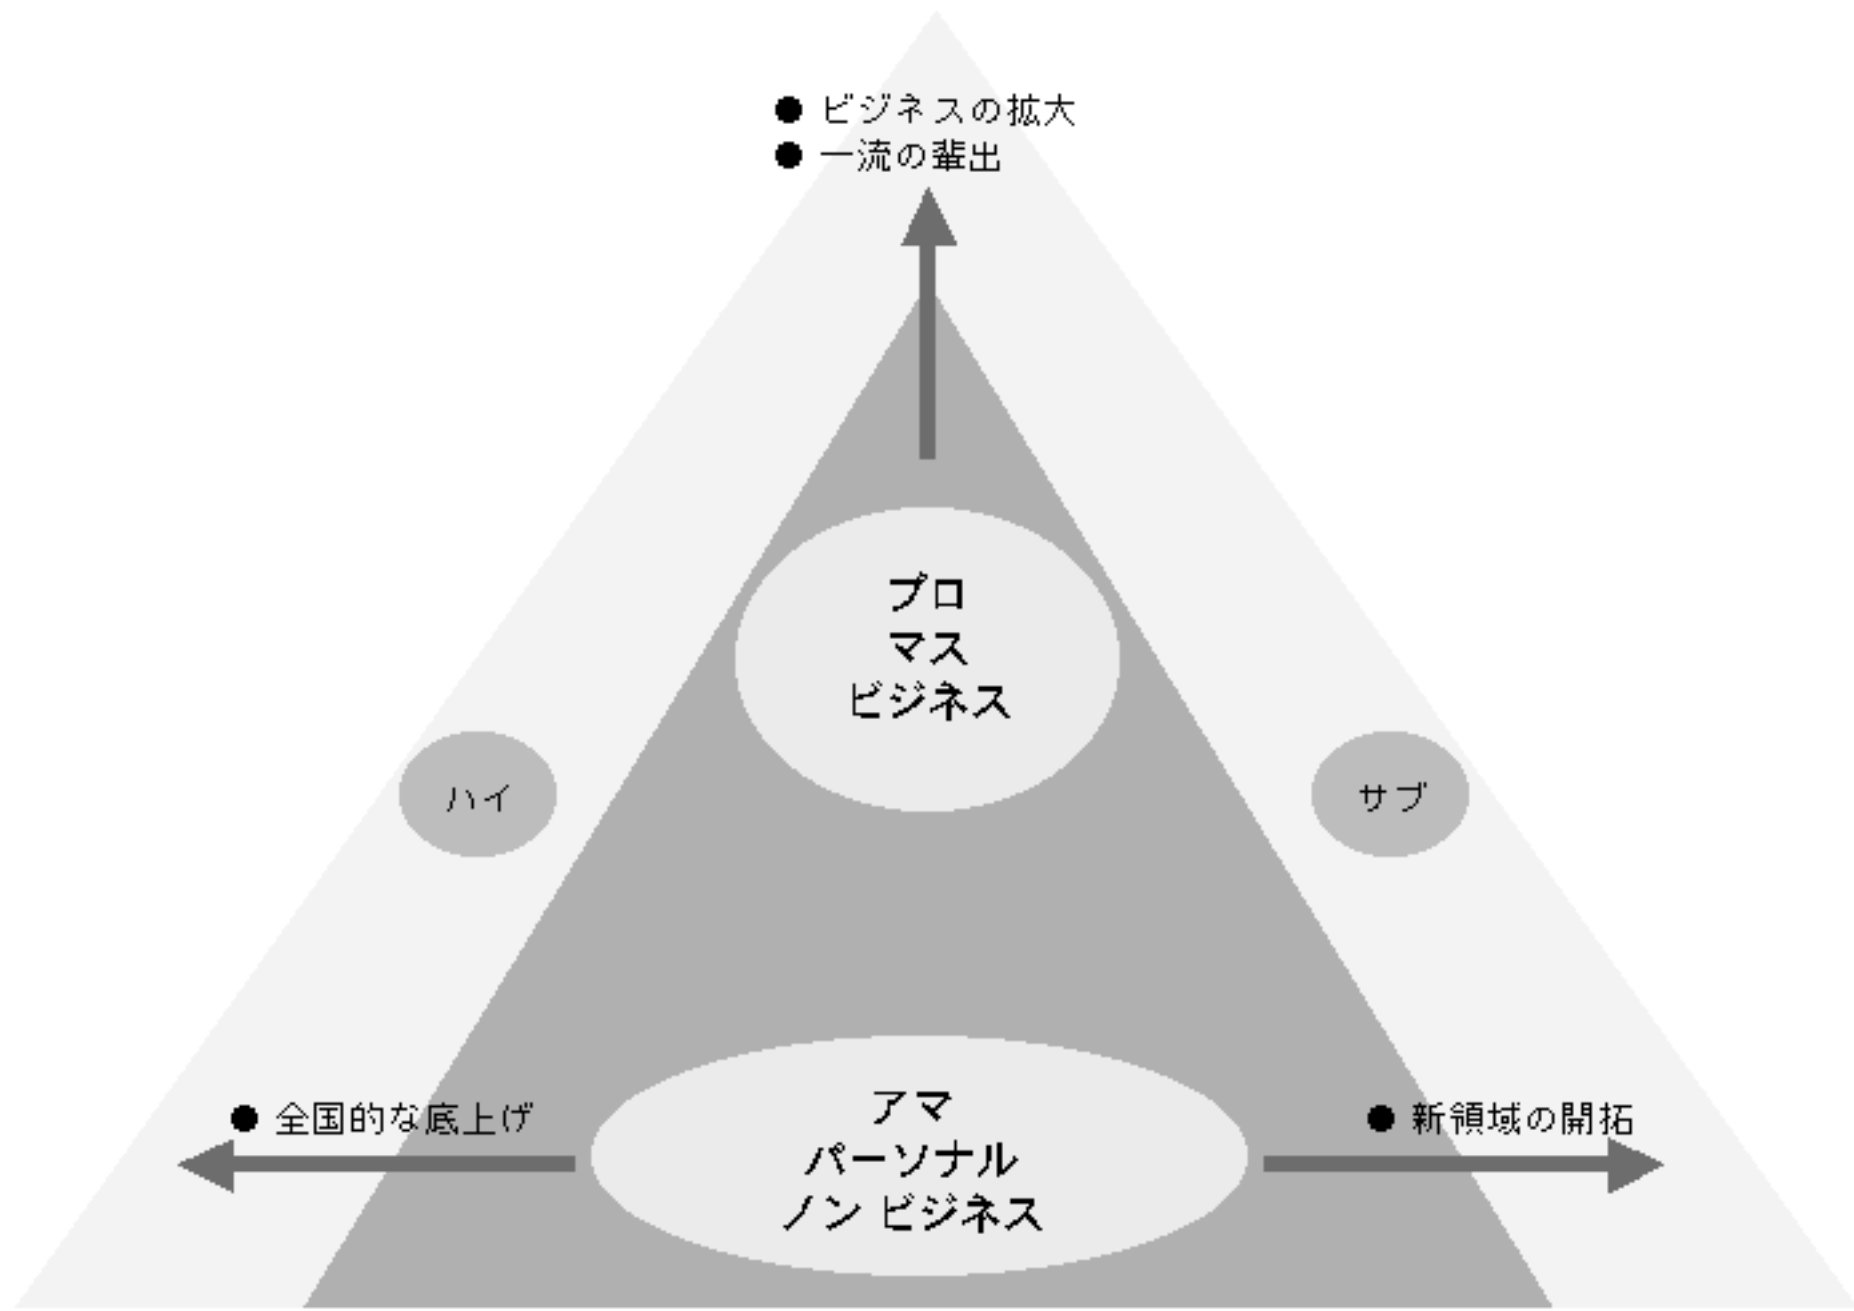 ● ビジネスの拡大
● 一流の輩出
プロ
マス
ビジネス
ハイ
サブ
● 全国的な底上げ
● 新領域の開拓
アマ
パーソナル
ノン ビジネス